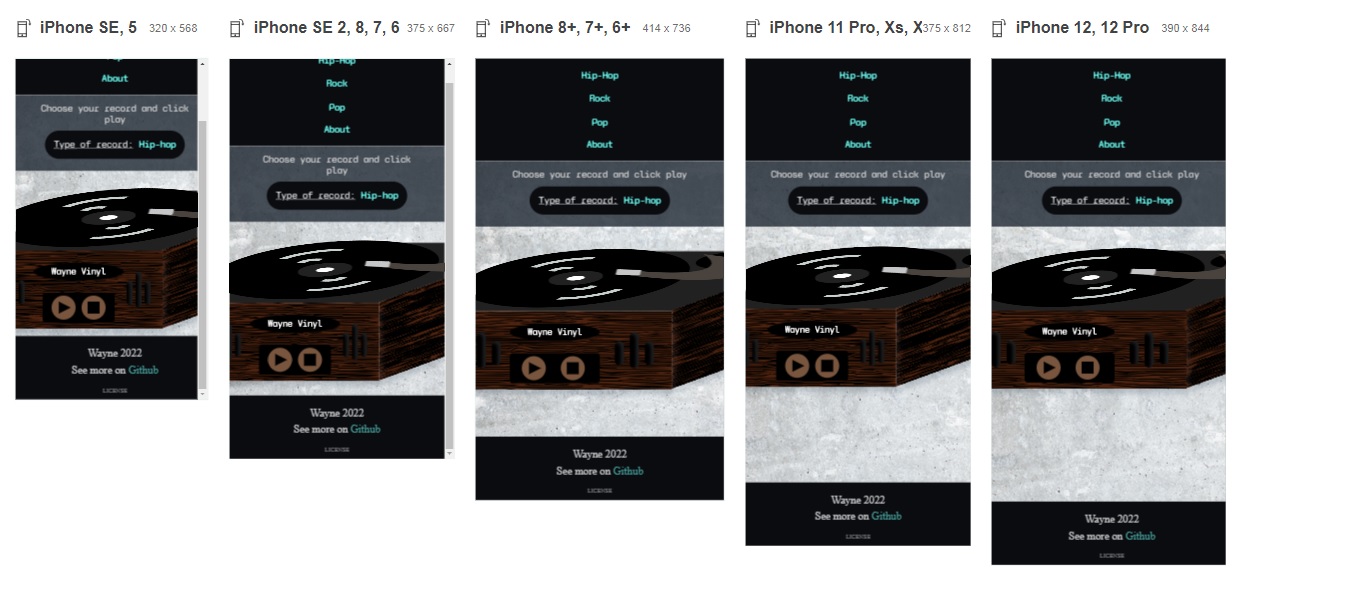 iPhone SE, 5 320 x 568
About
Choose your record and click
play
Type of record: Hip-hop
Wayne Vinyl
Wayne 2022
See more on Github
LICENSE
iPhone SE 2, 8, 7, 6 375 x 667
Hip-Hop
Rock
Pop
About
Choose your record and click
play
Type of record: Hip-hop
Wayne Vinyl
Wayne 2022
See more on Github
LICENSE
iPhone 8+, 7+, 6+ 414 x 736
Hip-Hop
Rock
Pop
About
Choose your record and click play
Type of record: Hip-hop
Wayne Vinyl
Wayne 2022
See more on Github
LICENSE
iPhone 11 Pro, Xs, X 375 x 812
Hip-Hop
Rock
Pop
About
Choose your record and click play
Type of record: Hip-hop
Wayne Vinyl
Wayne 2022
See more on Github
LICENSE
iPhone 12, 12 Pro 390 x 844
Hip-Hop
Rock
Pop
About
Choose your record and click play
Type of record: Hip-hop
Wayne Vinyl
Wayne 2022
See more on Github
LICENSE